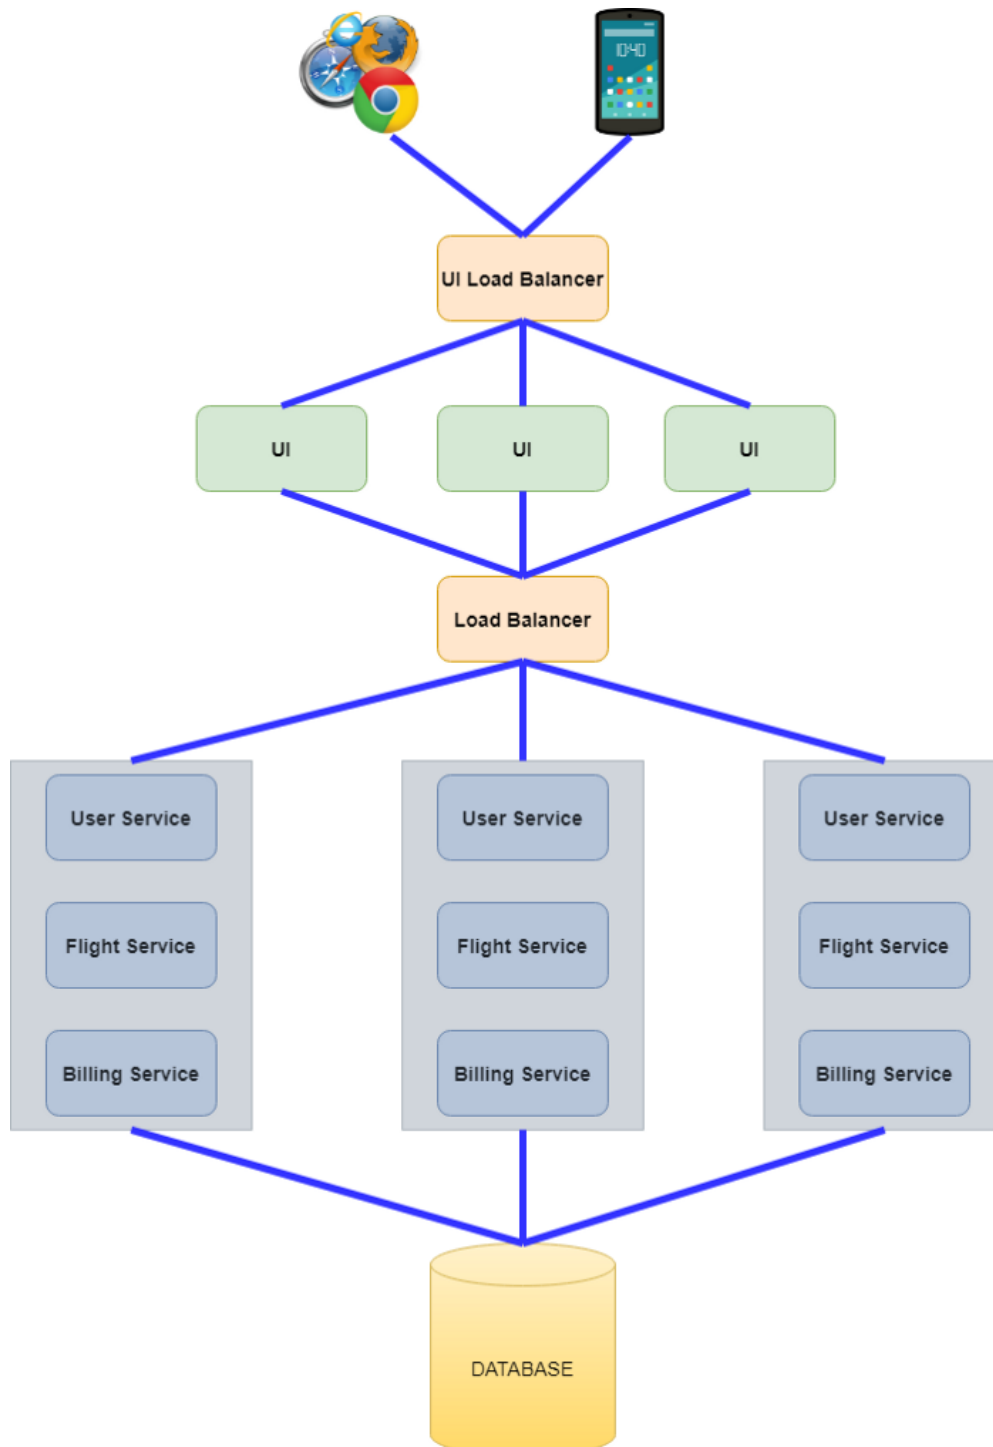 10:40
UI Load Balancer
UI
UI
UI
Load Balancer
User Service
User Service
User Service
Flight Service
Flight Service
Flight Service
Billing Service
Billing Service
Billing Service
DATABASE